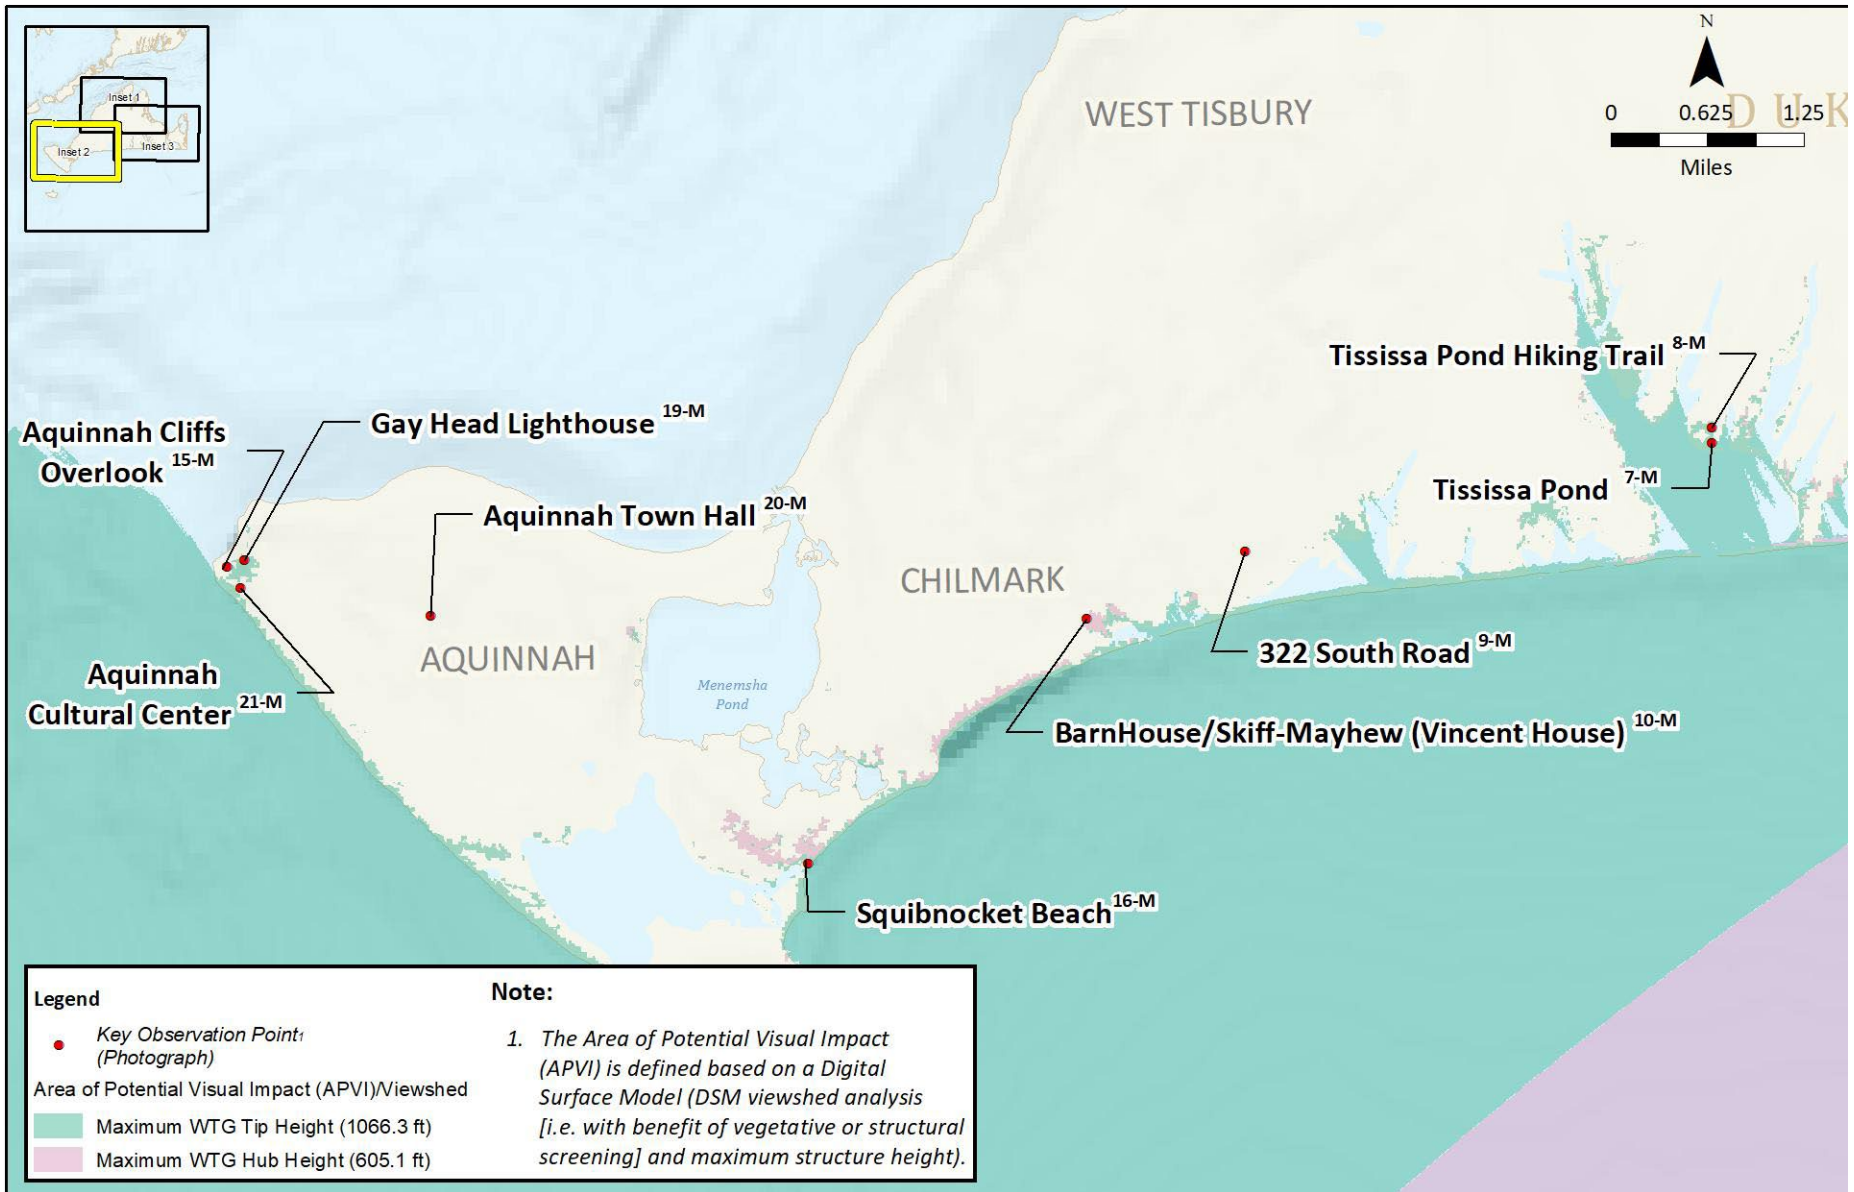 Inset 1
Inset 2
Inset 3
N
0 0.625 1.25
Miles
DUK
WEST TISBURY
Tississa Pond Hiking Trail 8-M
Gay Head Lighthouse 19-M
Aquinnah Cliffs
Overlook 15-M
Tississa Pond 7-M
Aquinnah Town Hall 20-M
CHILMARK
322 South Road 9-M
AQUINNAH
Aquinnah
Cultural Center 21-M
Menemsha
Pond
BarnHouse/Skiff-Mayhew (Vincent House) 10-M
Squibnocket Beach 16-M
Legend
Key Observation Point1
(Photograph)
Area of Potential Visual Impact (APVI)/Viewshed
Maximum WTG Tip Height (1066.3 ft)
Maximum WTG Hub Height (605.1 ft)
Note:
1. The Area of Potential Visual Impact
(APVI) is defined based on a Digital
Surface Model (DSM viewshed analysis
[i.e. with benefit of vegetative or structural
screening] and maximum structure height).